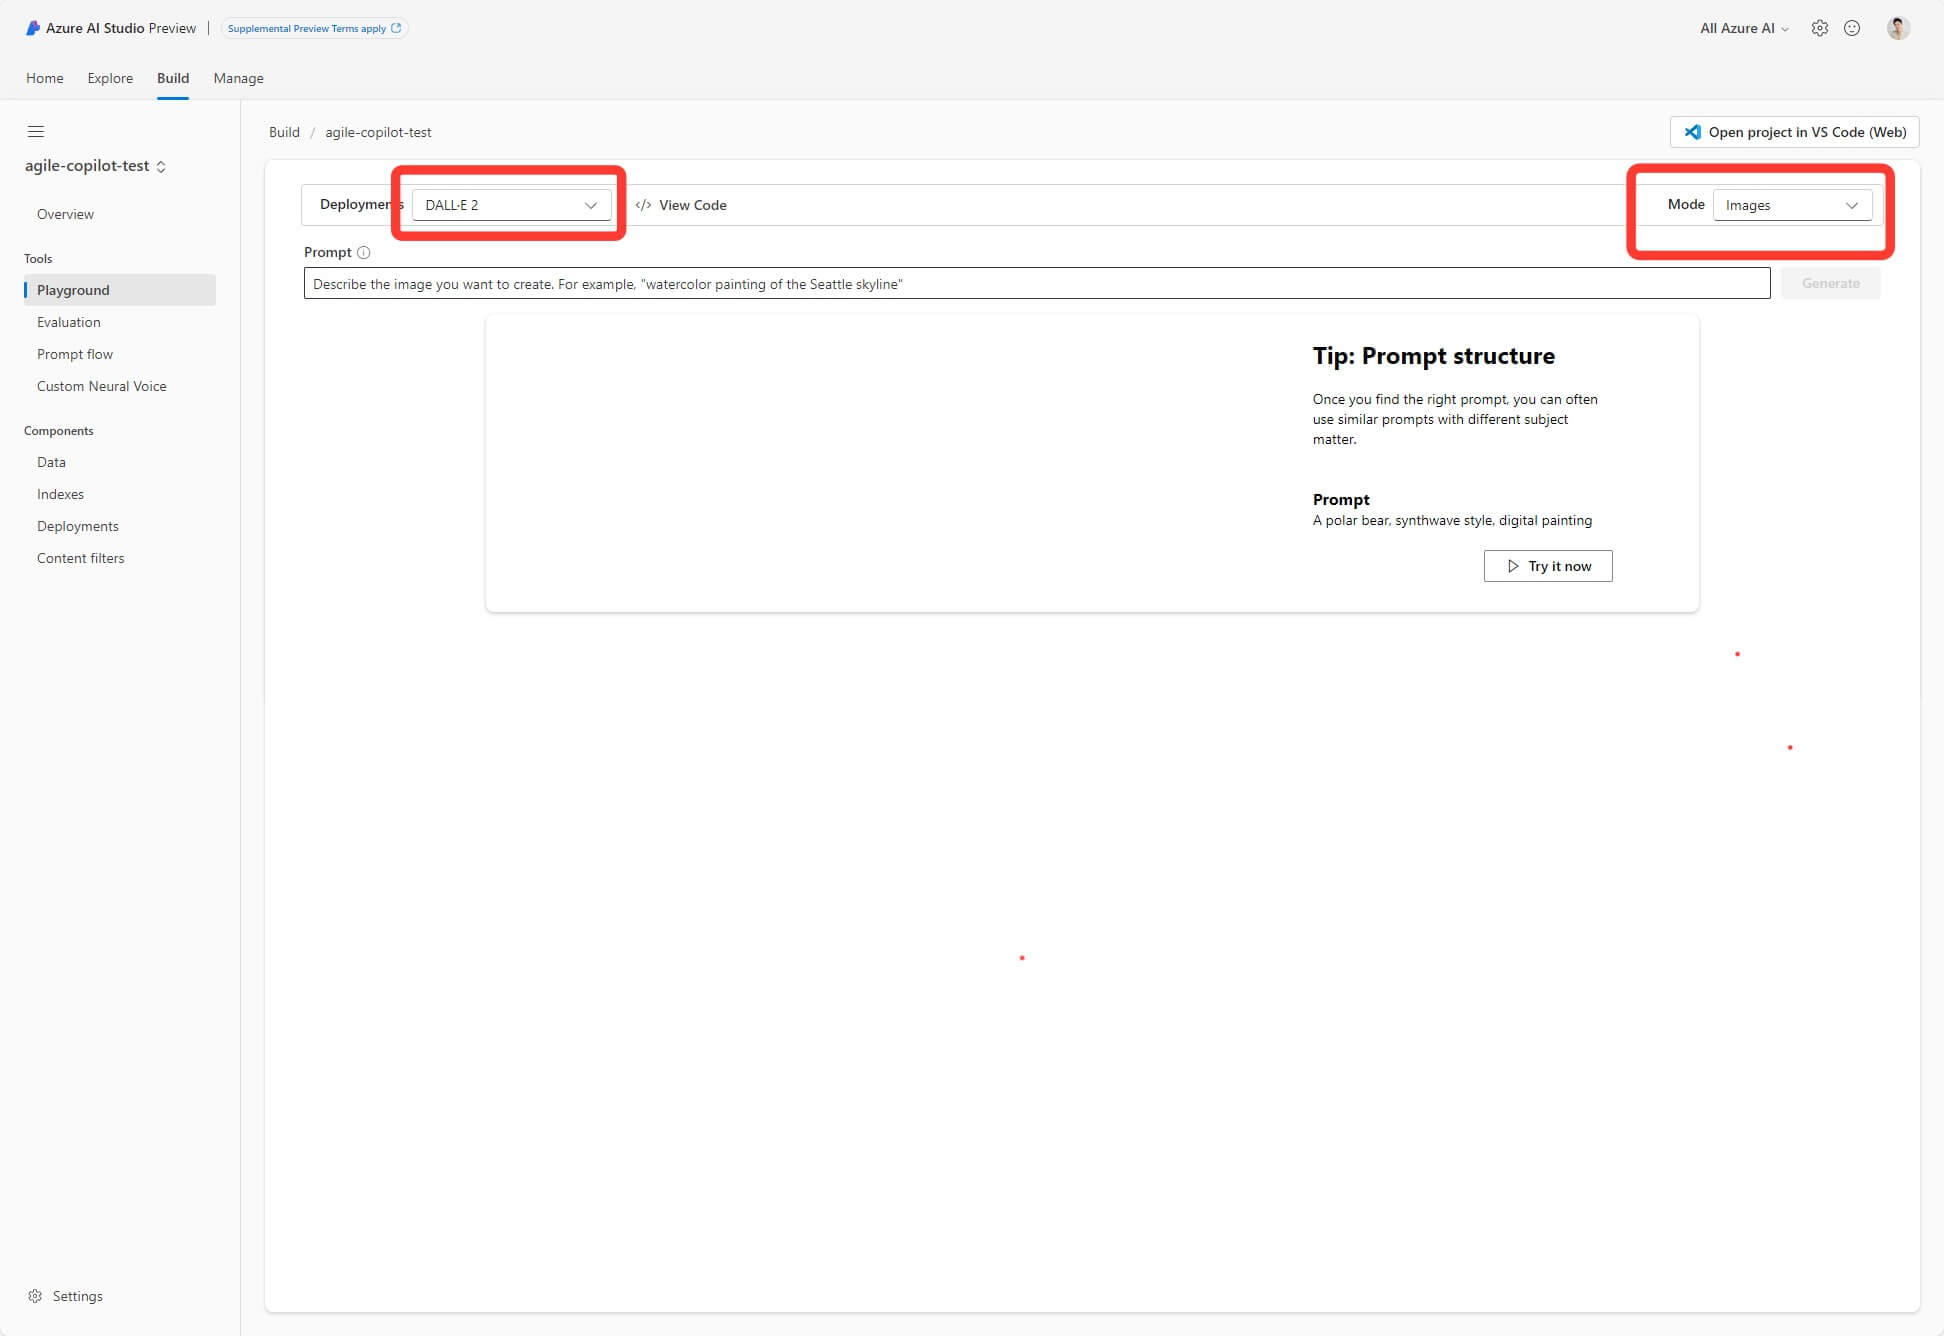 Azure AI Studio Preview | Supplemental Preview Terms apply
All Azure AI
Home Explore Build Manage
Build / agile-copilot-test
Open project in VS Code (Web)
agile-copilot-test
Overview
Tools
Playground
Evaluation
Prompt flow
Custom Neural Voice
Components
Data
Indexes
Deployments
Content filters
Settings
Deployments DALL·E 2 </> View Code
Mode Images
Prompt
Describe the image you want to create. For example, "watercolor painting of the Seattle skyline"
Generate
Tip: Prompt structure
Once you find the right prompt, you can often
use similar prompts with different subject
matter.
Prompt
A polar bear, synthwave style, digital painting
Try it now